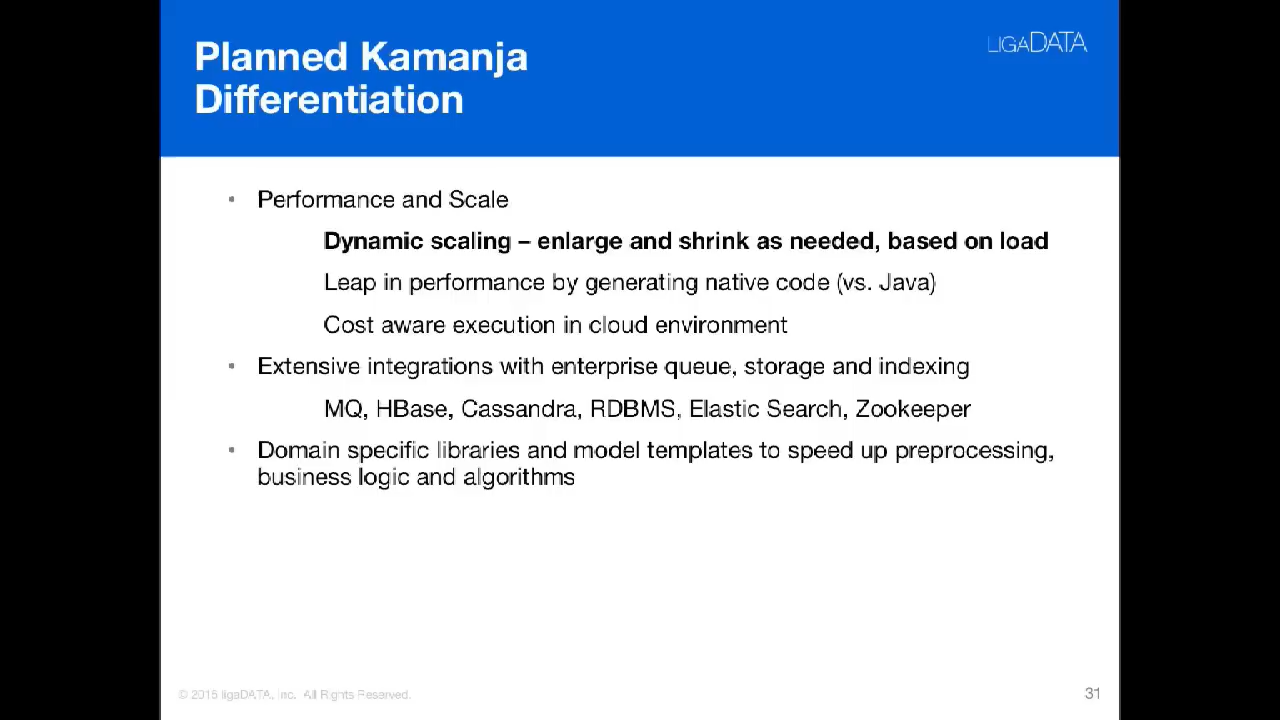 Planned Kamanja
Differentiation
LIGADATA
• Performance and Scale
Dynamic scaling – enlarge and shrink as needed, based on load
Leap in performance by generating native code (vs. Java)
Cost aware execution in cloud environment
• Extensive integrations with enterprise queue, storage and indexing
MQ, HBase, Cassandra, RDBMS, Elastic Search, Zookeeper
• Domain specific libraries and model templates to speed up preprocessing,
business logic and algorithms
© 2015 ligaDATA, Inc. All Rights Reserved.
31